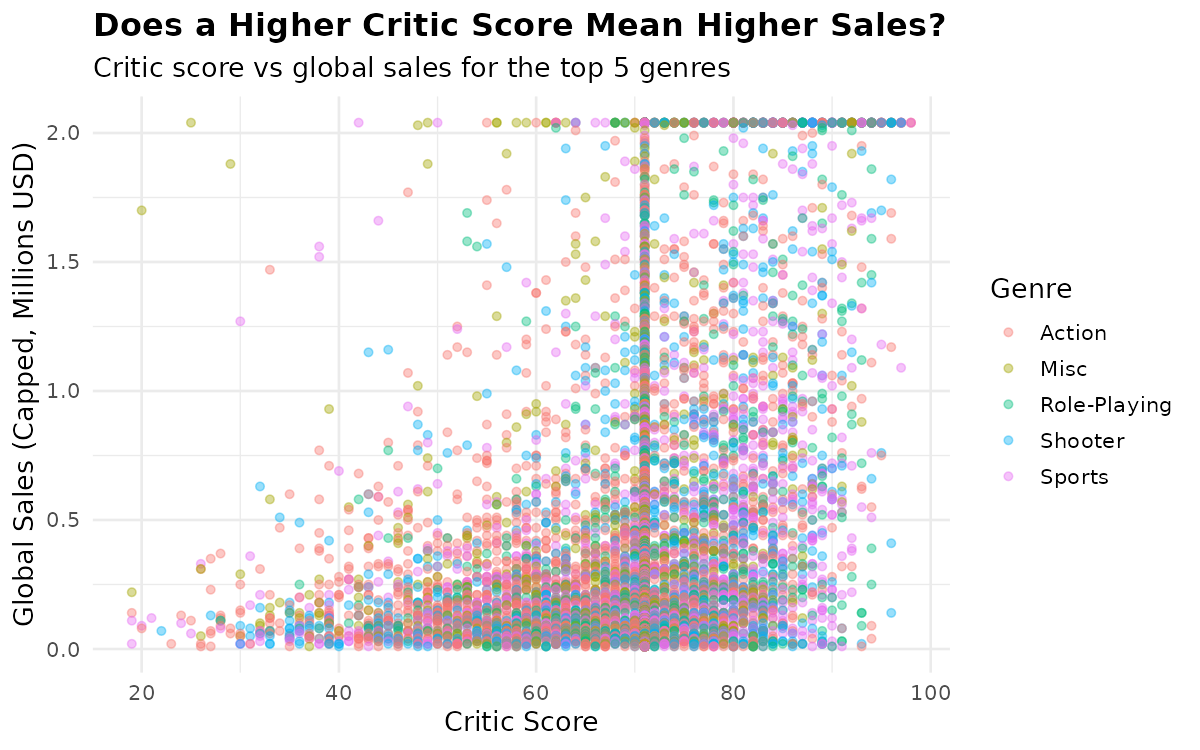 Does a Higher Critic Score Mean Higher Sales?
Critic score vs global sales for the top 5 genres
Global Sales (Capped, Millions USD)
2.0
1.5
1.0
0.5
0.0
20 40 60 80 100
Critic Score
Genre
Action
Misc
Role-Playing
Shooter
Sports